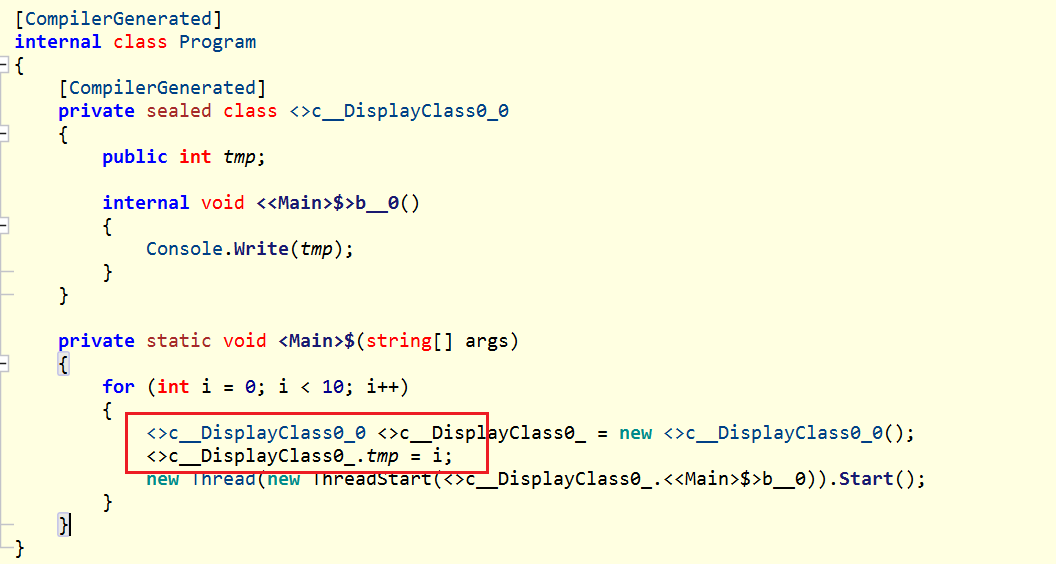 [CompilerGenerated]
internal class Program
{
    [CompilerGenerated]
    private sealed class <>c__DisplayClass0_0
    {
        public int tmp;

        internal void <<Main>$>b__0()
        {
            Console.Write(tmp);
        }
    }

    private static void <Main>$(string[] args)
    {
        for (int i = 0; i < 10; i++)
        {
            <>c__DisplayClass0_0 <>c__DisplayClass0_ = new <>c__DisplayClass0_0();
            <>c__DisplayClass0_.tmp = i;
            new Thread(new ThreadStart(<>c__DisplayClass0_.<<Main>$>b__0)).Start();
        }
    }
}